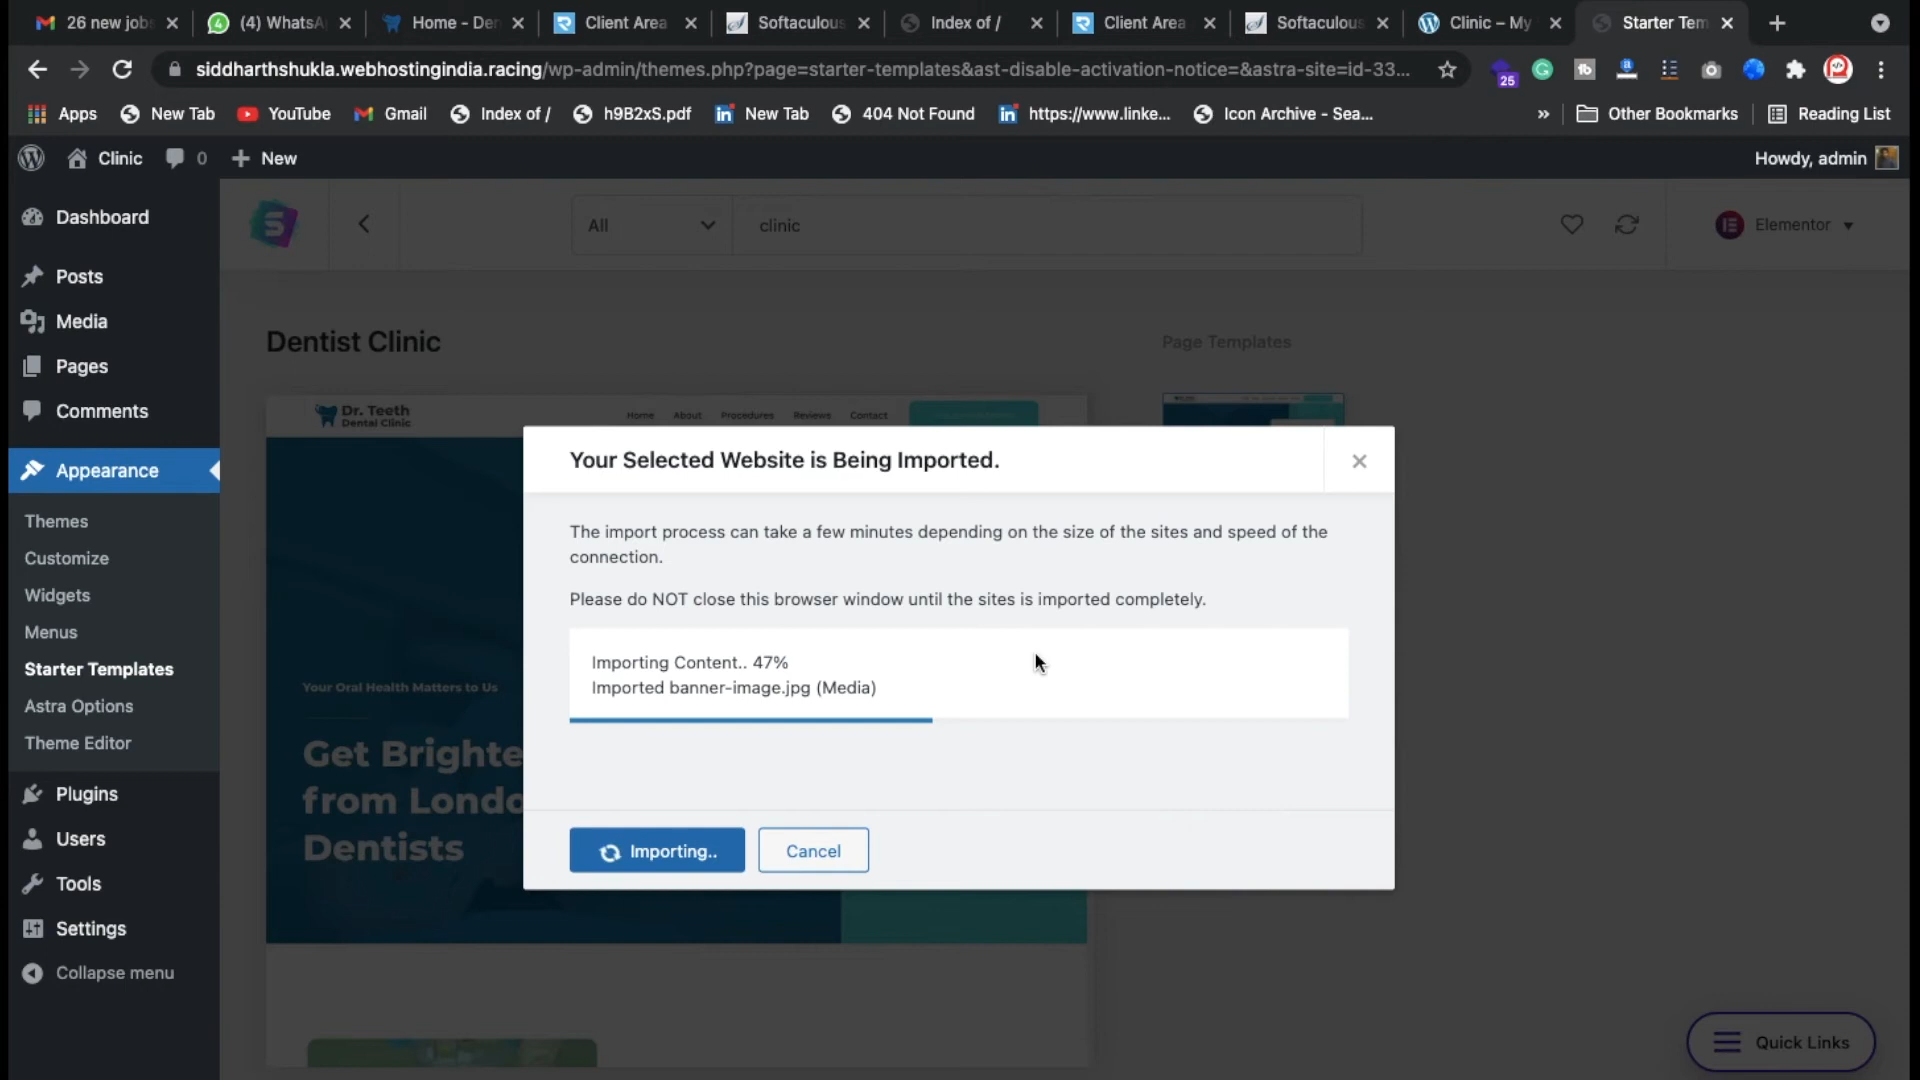 26 new job
(4) WhatsA
Home - Den
Client Area
Softaculous
Index of /
Client Area
Softaculous
Clinic – My
Starter Tem
siddharthshukla.webhostingindia.racing/wp-admin/themes.php?page=starter-templates&ast-disable-activation-notice=&astra-site=id-33...
25
Apps
New Tab
YouTube
Gmail
Index of /
h9B2xS.pdf
New Tab
404 Not Found
https://www.linke...
Icon Archive - Sea...
»
Other Bookmarks
Reading List
Clinic
0
New
Howdy, admin
Dashboard
Posts
Media
Pages
Comments
Appearance
Themes
Customize
Widgets
Menus
Starter Templates
Astra Options
Theme Editor
Plugins
Users
Tools
Settings
Collapse menu
All
clinic
Elementor
Dentist Clinic
Page Templates
Dr. Teeth
Dental Clinic
Home
About
Procedures
Reviews
Contact
Your Oral Health Matters to Us
Get Brighte
from Londo
Dentists
Your Selected Website is Being Imported.
The import process can take a few minutes depending on the size of the sites and speed of the
connection.
Please do NOT close this browser window until the sites is imported completely.
Importing Content.. 47%
Imported banner-image.jpg (Media)
Importing..
Cancel
Quick Links